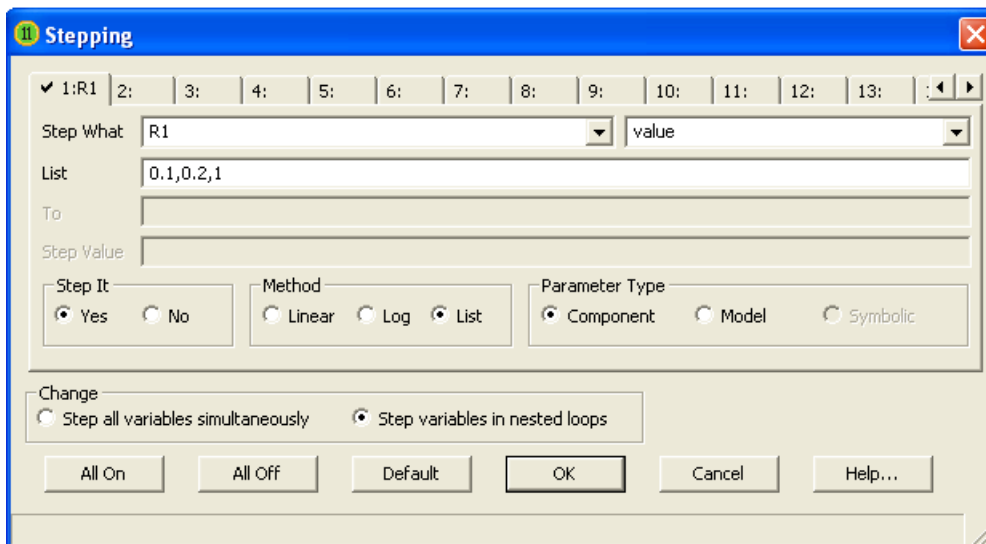 11 Stepping
1:R1 2: 3: 4: 5: 6: 7: 8: 9: 10: 11: 12: 13:
Step What R1 value
List 0.1,0.2,1
To
Step Value
Step It Method Parameter Type
Yes No Linear Log List Component Model Symbolic
Change
Step all variables simultaneously Step variables in nested loops
All On All Off Default OK Cancel Help...